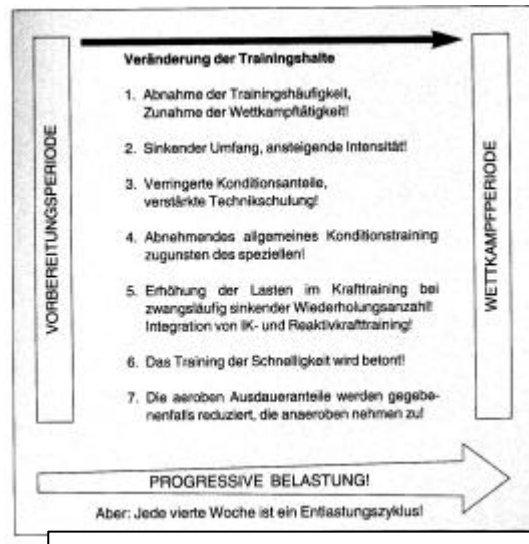 Veränderung der Trainingshalte
1. Abnahme der Trainingshäufigkeit,
Zunahme der Wettkampftätigkeit!
2. Sinkender Umfang, ansteigende Intensität!
3. Verringerte Konditionsanteile,
verstärkte Technikschulung!
4. Abnehmendes allgemeines Konditionstraining
zugunsten des speziellen!
5. Erhöhung der Lasten im Krafttraining bei
zwangsläufig sinkender Wiederholungsanzahl!
Integration von IK- und Reaktivkrafttraining!
6. Das Training der Schnelligkeit wird betont!
7. Die aeroben Ausdaueranteile werden gegebe-
nenfalls reduziert, die anaeroben nehmen zu!
VORBEREITUNGSPERIODE
WETTKAMPFPERIODE
PROGRESSIVE BELASTUNG!
Aber: Jede vierte Woche ist ein Entlastungszyklus!